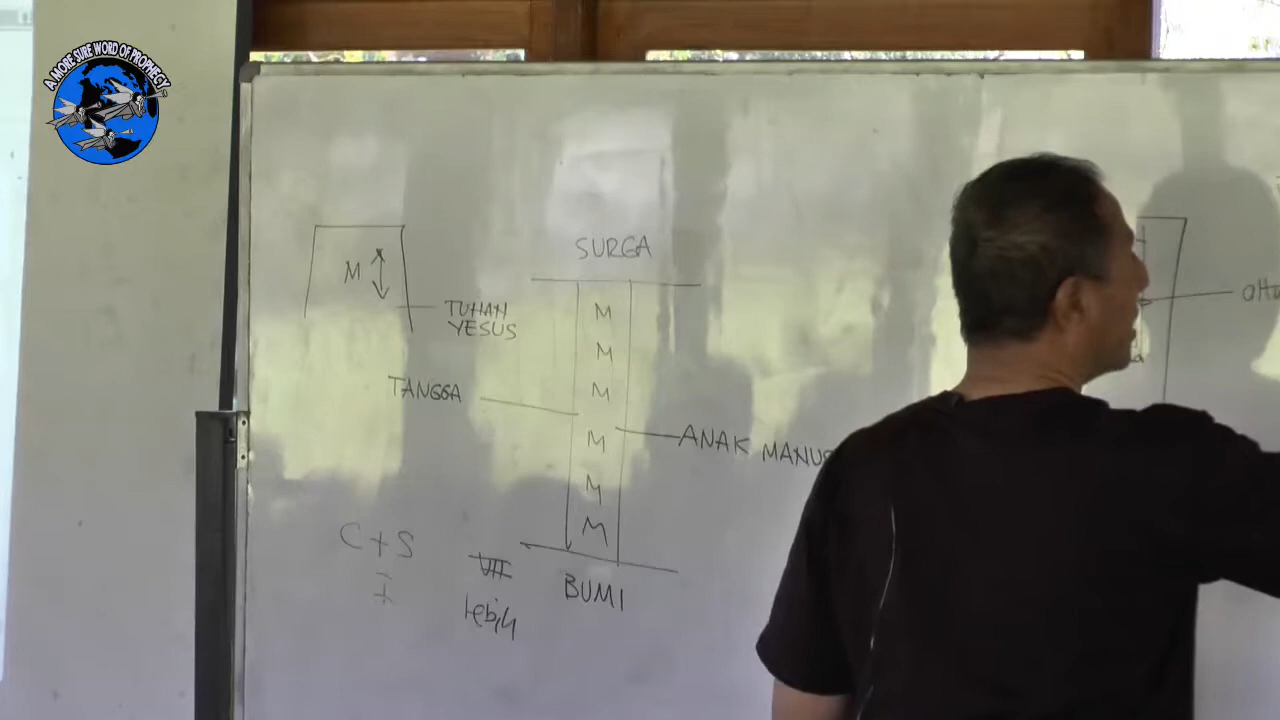 A MORE SURE WORD OF PROPHECY
SURGA
M
TUHAN
YESUS
M
M
M
M
M
M
TANGGA
ANAK MANUS
C + S
VII
Lebih
BUMI